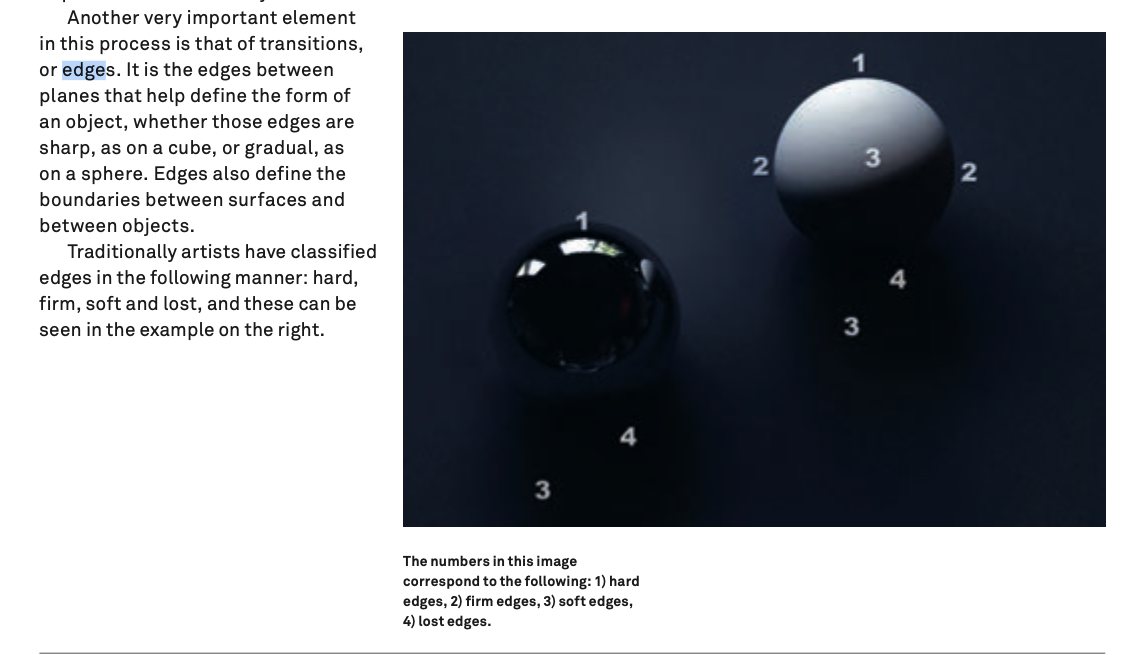 Another very important element
in this process is that of transitions,
or edges. It is the edges between
planes that help define the form of
an object, whether those edges are
sharp, as on a cube, or gradual, as
on a sphere. Edges also define the
boundaries between surfaces and
between objects.
Traditionally artists have classified
edges in the following manner: hard,
firm, soft and lost, and these can be
seen in the example on the right.
1
2
3
2
1
4
3
4
3
The numbers in this image
correspond to the following: 1) hard
edges, 2) firm edges, 3) soft edges,
4) lost edges.